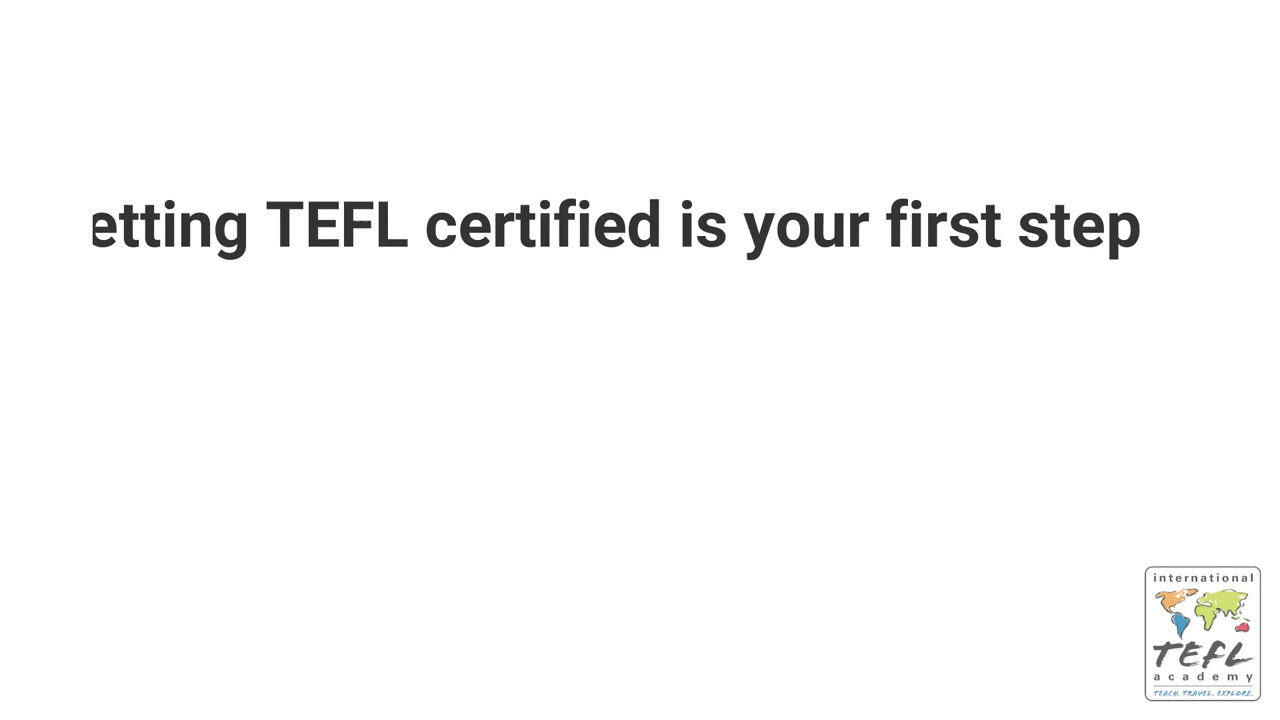 etting TEFL certified is your first step
international
TEFL
academy
TEACH. TRAVEL. EXPLORE.